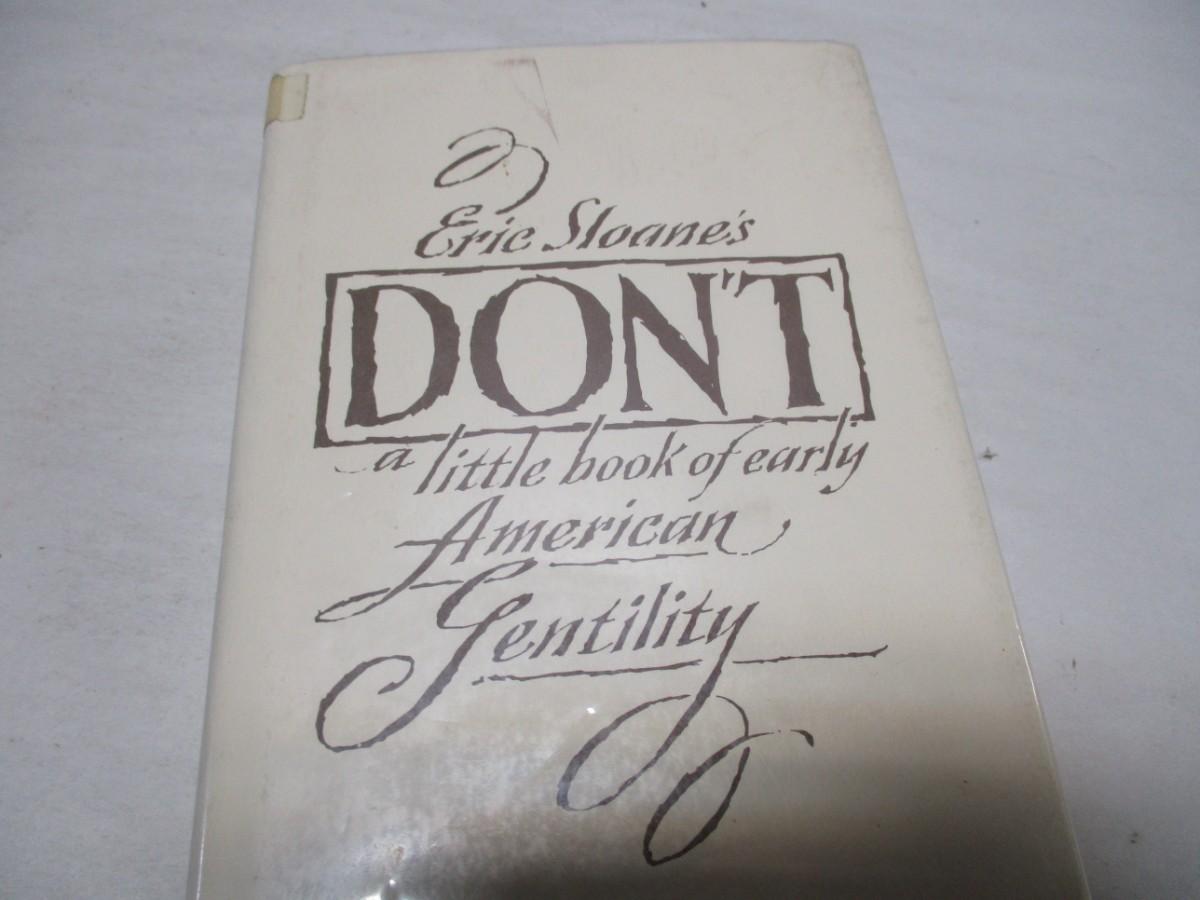 Eric Sloane's
DON'T
a little book of early
American
Gentility